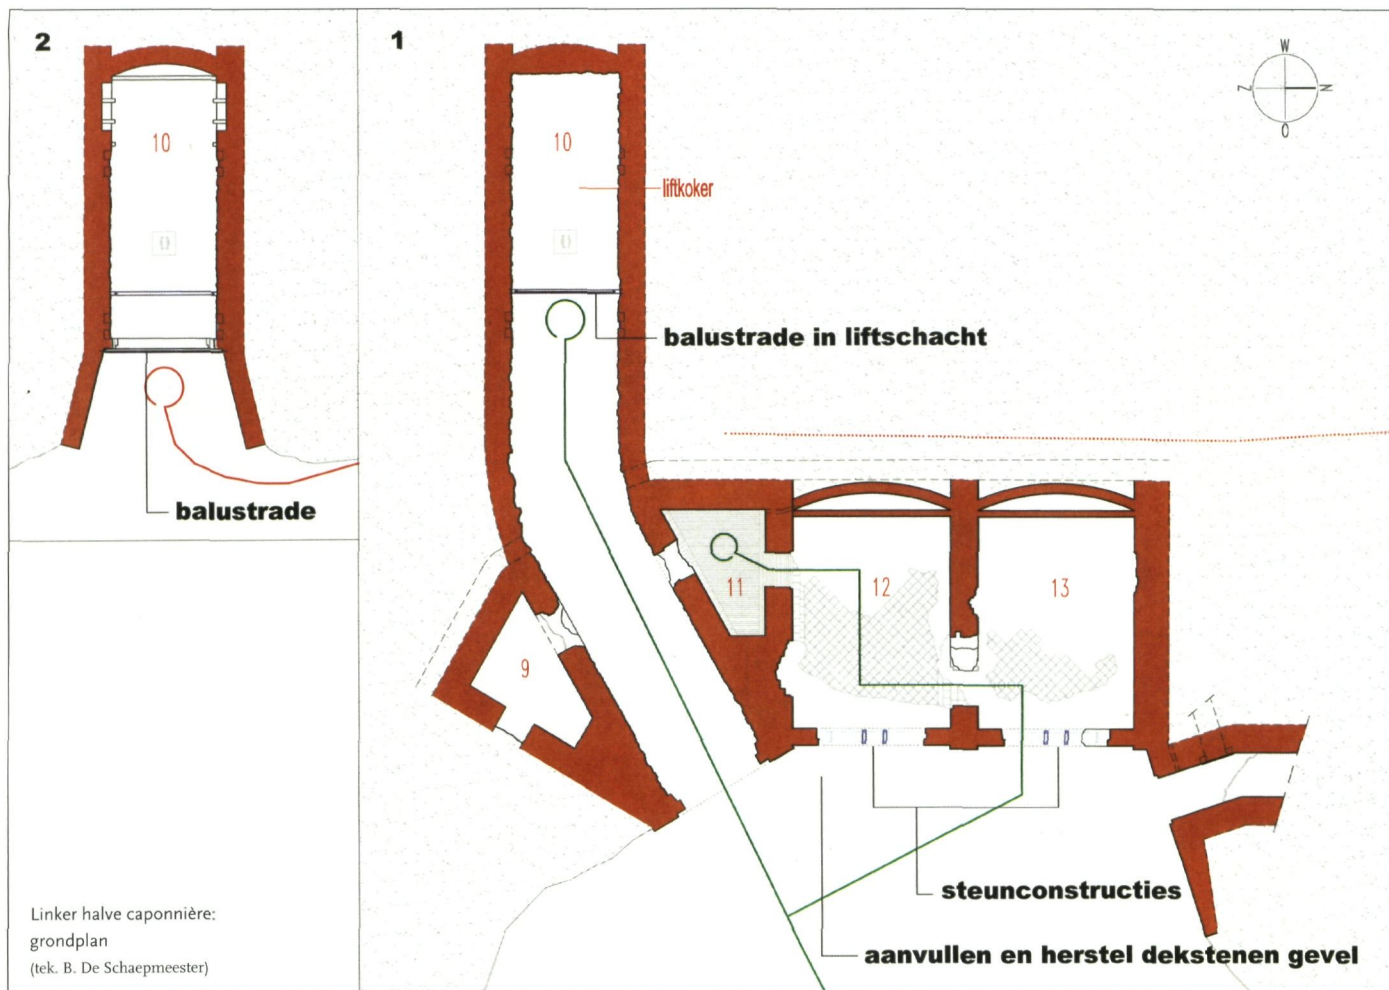 2
10
balustrade
1
W
Z
N
O
10
liftkoker
balustrade in liftschacht
11
12
13
9
steunconstructies
aanvullen en herstel dekstenen gevel
Linker halve caponnière:
grondplan
(tek. B. De Schaepmeester)